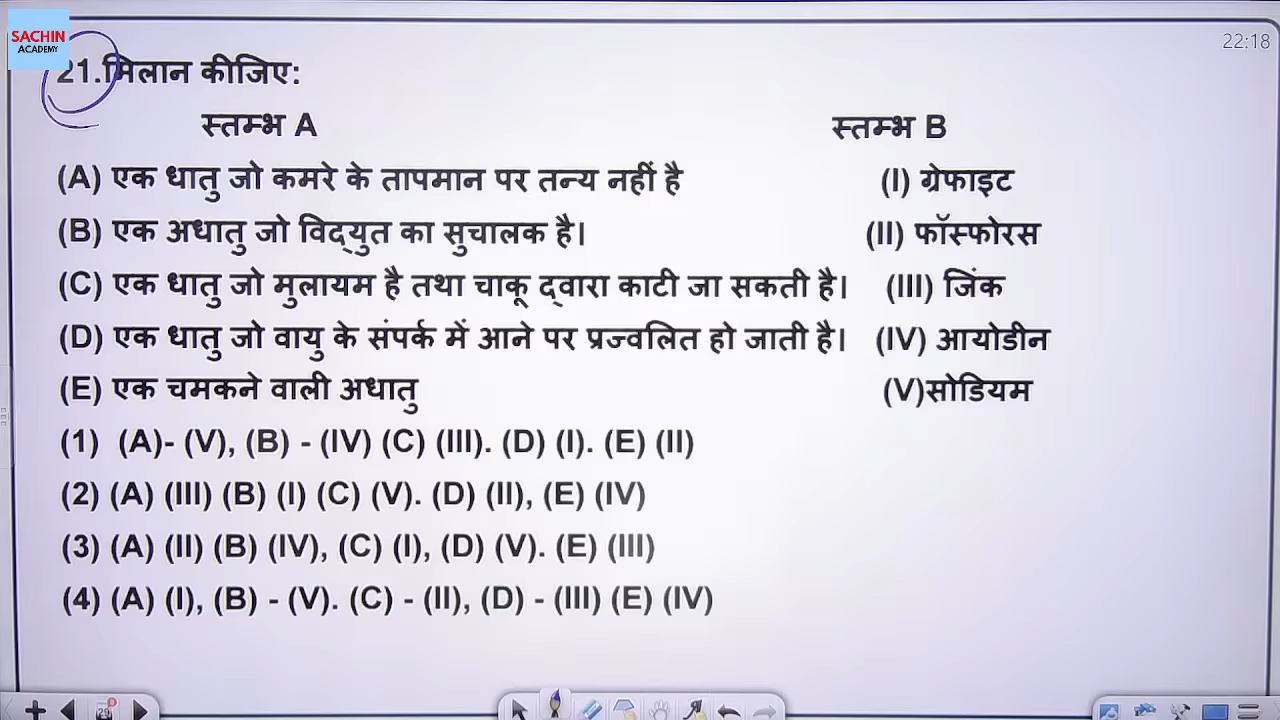 SACHIN
ACADEMY
22:18
21.मिलान कीजिए:
स्तम्भ A स्तम्भ B
(A) एक धातु जो कमरे के तापमान पर तन्य नहीं है (I) ग्रेफाइट
(B) एक अधातु जो विद्युत का सुचालक है। (II) फॉस्फोरस
(C) एक धातु जो मुलायम है तथा चाकू द्वारा काटी जा सकती है। (III) जिंक
(D) एक धातु जो वायु के संपर्क में आने पर प्रज्वलित हो जाती है। (IV) आयोडीन
(E) एक चमकने वाली अधातु (V)सोडियम
(1) (A)- (V), (B) - (IV) (C) (III). (D) (I). (E) (II)
(2) (A) (III) (B) (I) (C) (V). (D) (II), (E) (IV)
(3) (A) (II) (B) (IV), (C) (I), (D) (V). (E) (III)
(4) (A) (I), (B) - (V). (C) - (II), (D) - (III) (E) (IV)